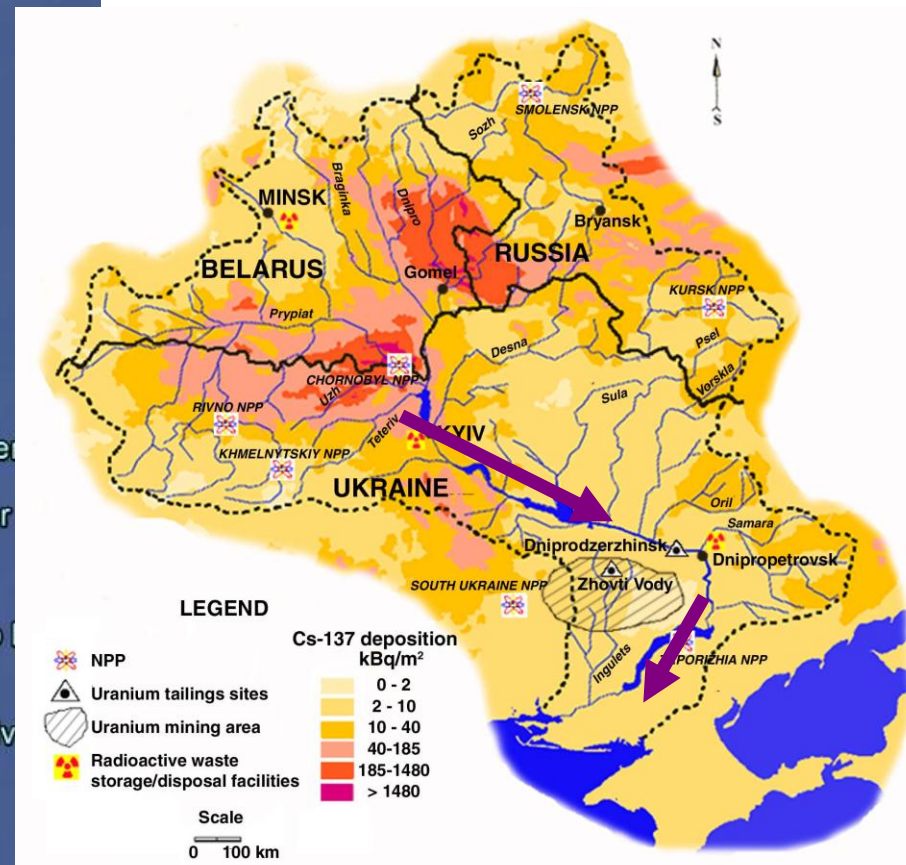 N
S
SMOLENSK NPP
Sozh
MINSK
Braginka
Dnipro
Bryansk
BELARUS
RUSSIA
Gomel
KURSK NPP
Prypiat
Psel
Desna
CHORNOBYL NPP
Vorskla
Uzh
Sula
RIVNO NPP
Teteriv
KYIV
KHMELNYTSKIY NPP
UKRAINE
Oril
Samara
Dniprodzerzhinsk
Dnipropetrovsk
Zhovti Vody
SOUTH UKRAINE NPP
Ingulets
PORIZHIA NPP
LEGEND
NPP
Uranium tailings sites
Uranium mining area
Radioactive waste
storage/disposal facilities
Cs-137 deposition
kBq/m²
0 - 2
2 - 10
10 - 40
40-185
185-1480
> 1480
Scale
0 100 km